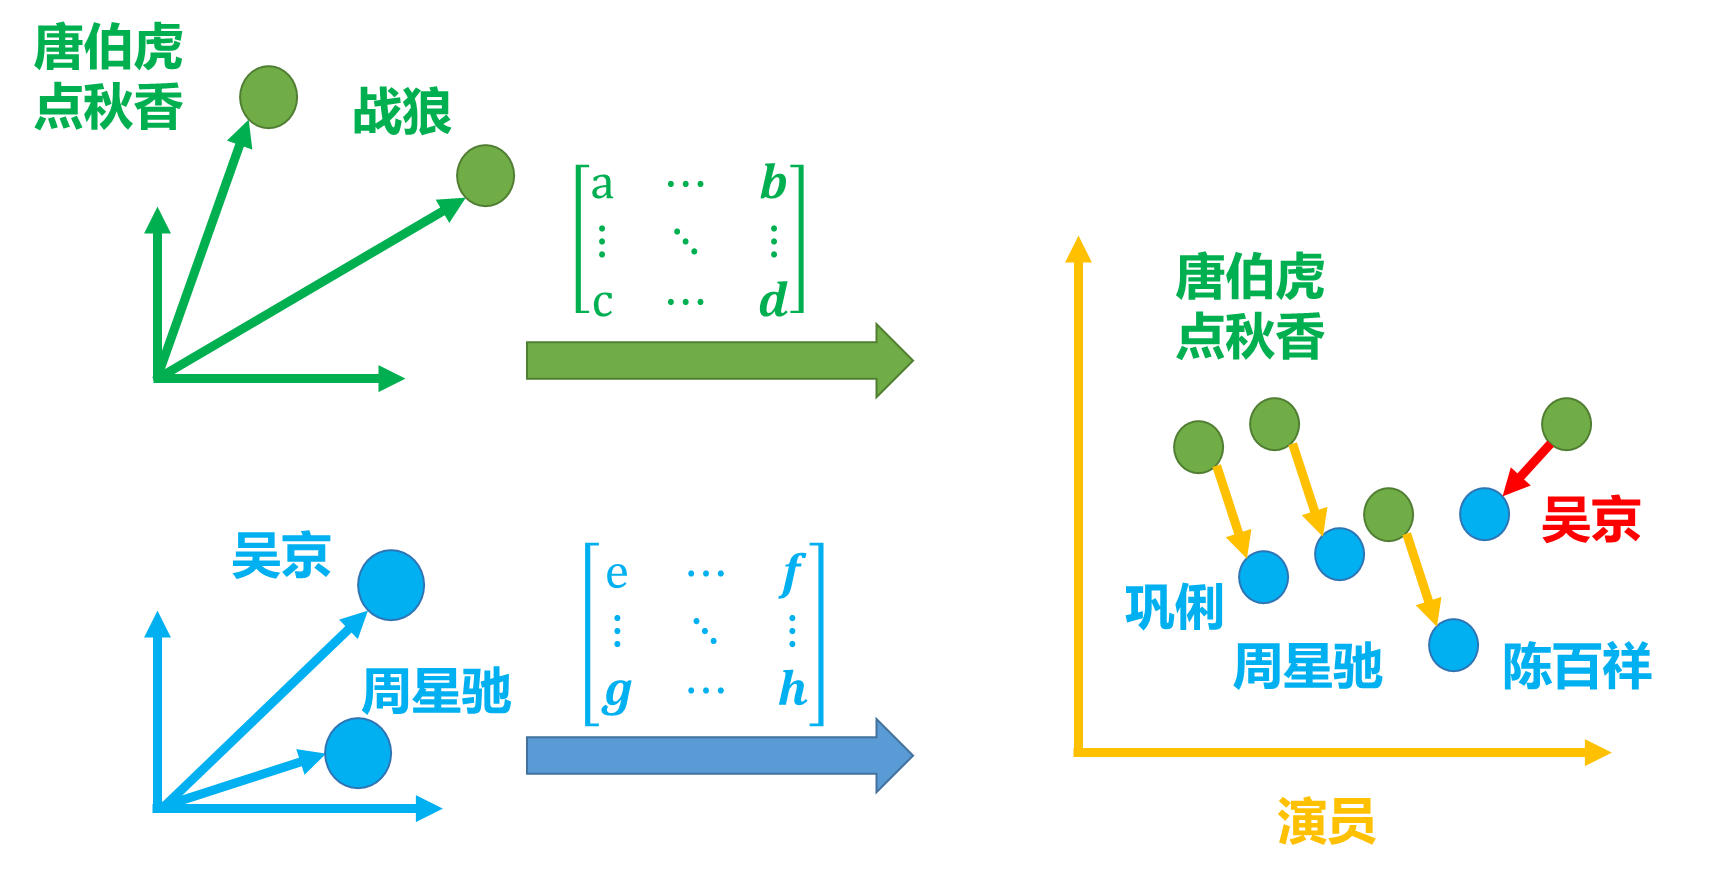 唐伯虎
点秋香
战狼
a ⋯ b
⋮ ⋱ ⋮
c ⋯ d
吴京
周星驰
e ⋯ f
⋮ ⋱ ⋮
g ⋯ h
唐伯虎
点秋香
吴京
巩俐
周星驰
陈百祥
演员